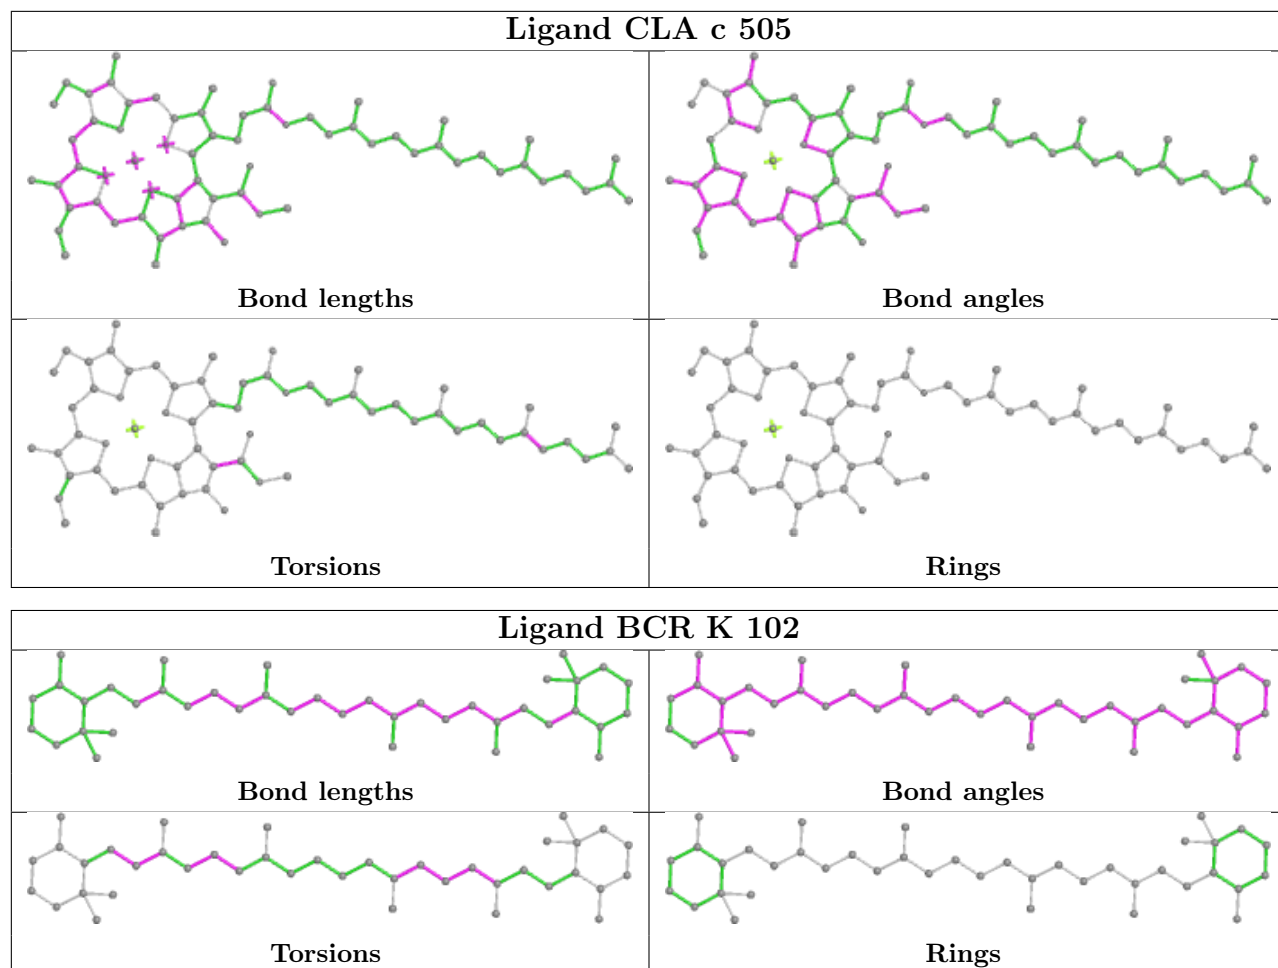 Ligand CLA c 505
Bond lengths
Bond angles
Torsions
Rings
Ligand BCR K 102
Bond lengths
Bond angles
Torsions
Rings